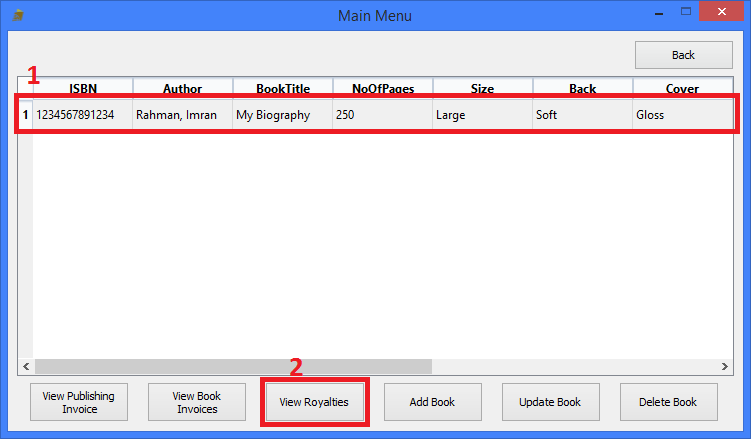 Main Menu
Back
1
ISBN Author BookTitle NoOfPages Size Back Cover
1 1234567891234 Rahman, Imran My Biography 250 Large Soft Gloss
2
View Publishing Invoice
View Book Invoices
View Royalties
Add Book
Update Book
Delete Book